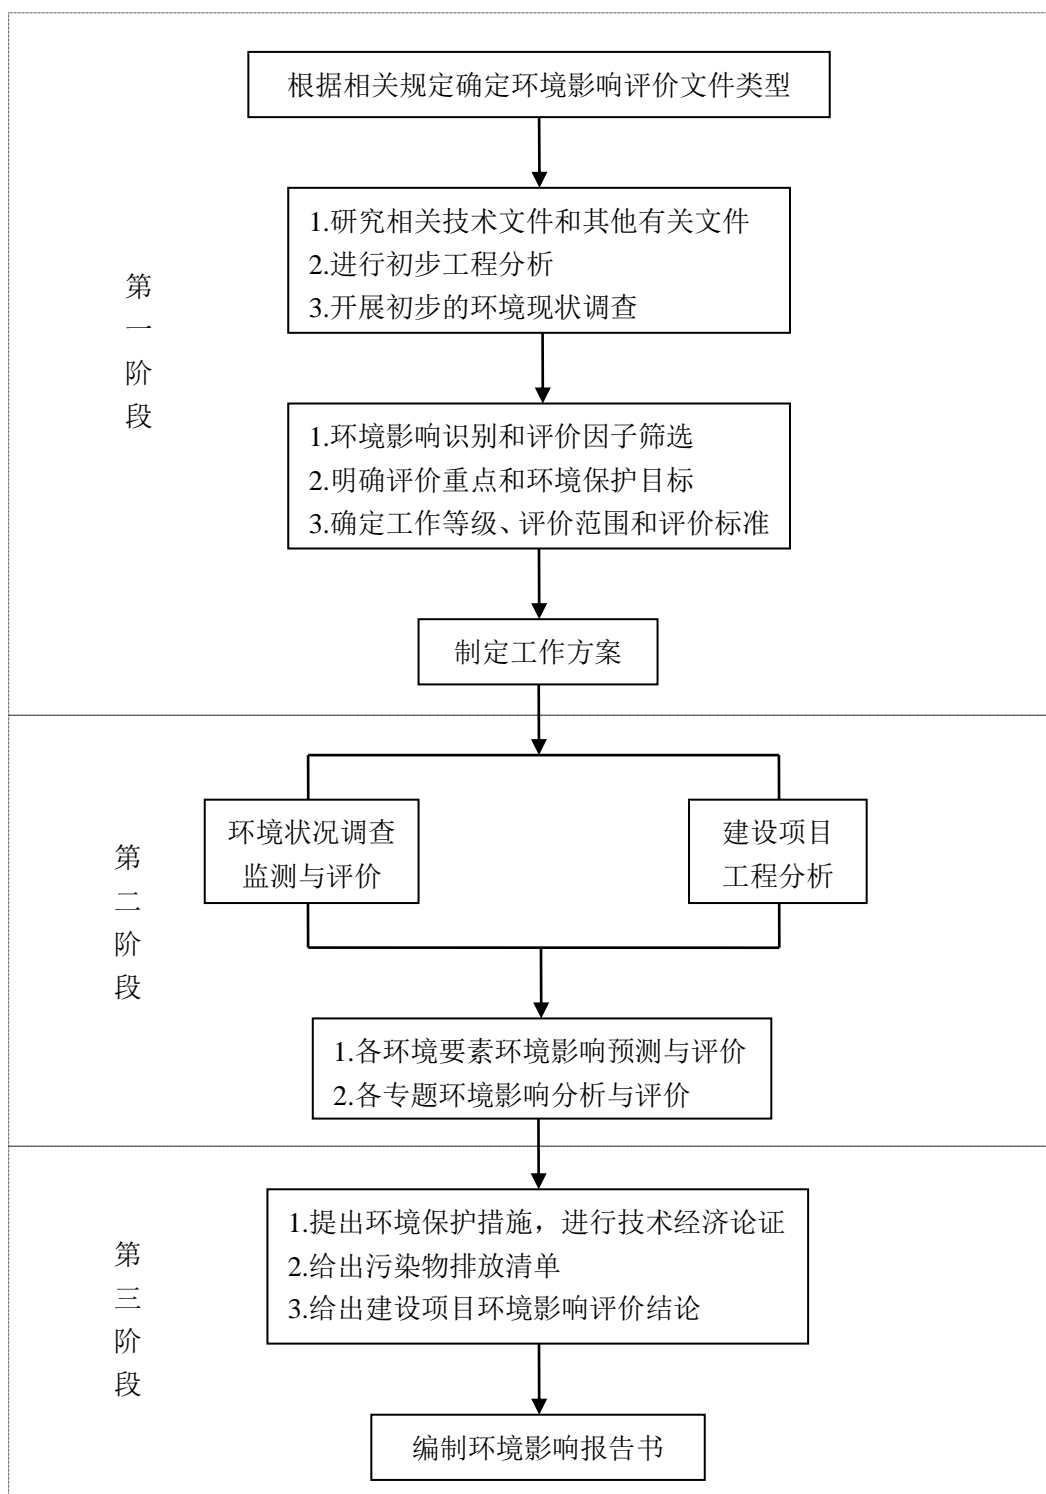 根据相关规定确定环境影响评价文件类型
1.研究相关技术文件和其他有关文件
2.进行初步工程分析
3.开展初步的环境现状调查
第
一
阶
段
1.环境影响识别和评价因子筛选
2.明确评价重点和环境保护目标
3.确定工作等级、评价范围和评价标准
制定工作方案
第
二
阶
段
环境状况调查
监测与评价
建设项目
工程分析
1.各环境要素环境影响预测与评价
2.各专题环境影响分析与评价
第
三
阶
段
1.提出环境保护措施，进行技术经济论证
2.给出污染物排放清单
3.给出建设项目环境影响评价结论
编制环境影响报告书